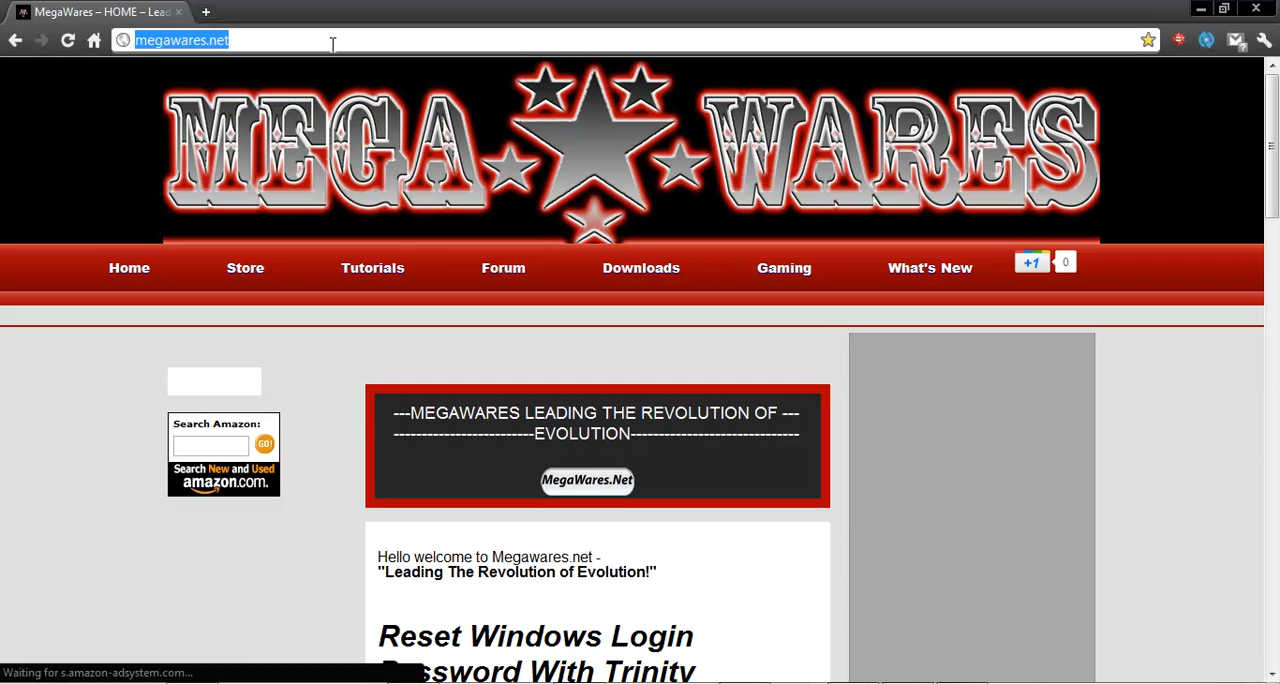 MegaWares – HOME – Lead
megawares.net
MEGA WARES
Home Store Tutorials Forum Downloads Gaming What's New +1 0
Search Amazon:
GO!
Search New and Used
amazon.com.
---MEGAWARES LEADING THE REVOLUTION OF ---
-------------------------EVOLUTION------------------------------
MegaWares.Net
Hello welcome to Megawares.net -
"Leading The Revolution of Evolution!"
Reset Windows Login
Password With Trinity
Waiting for s.amazon-adsystem.com...